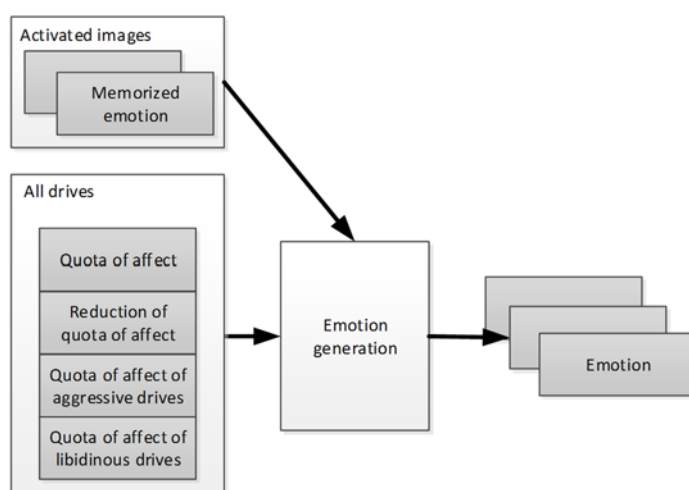 Activated images
Memorized
emotion
All drives
Quota of affect
Reduction of
quota of affect
Quota of affect of
aggressive drives
Quota of affect of
libidinous drives
Emotion
generation
Emotion